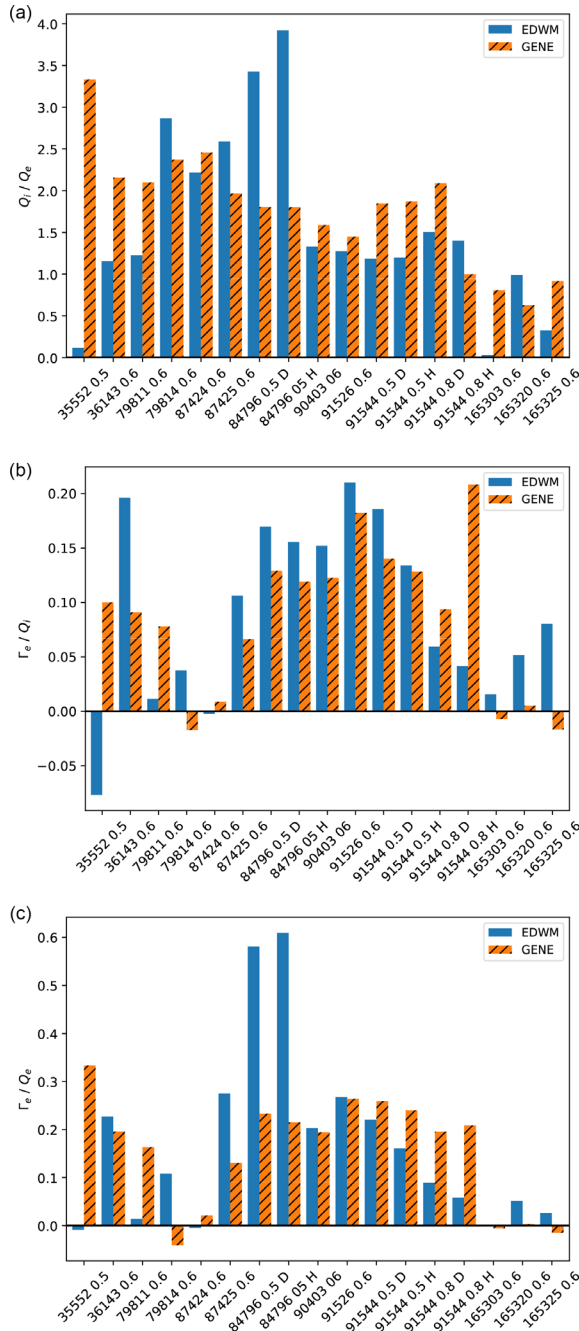 (a)
4.0
3.5
3.0
2.5
2.0
1.5
1.0
0.5
0.0
Q_i / Q_e
EDWM
GENE
35552 0.5
36143 0.6
79811 0.6
79814 0.6
87424 0.6
87425 0.6
84796 0.5 D
84796 05 H
90403 06
91526 0.6
91544 0.5 D
91544 0.5 H
91544 0.8 D
91544 0.8 H
165303 0.6
165320 0.6
165325 0.6
(b)
0.20
0.15
0.10
0.05
0.00
−0.05
Γ_e / Q_i
EDWM
GENE
35552 0.5
36143 0.6
79811 0.6
79814 0.6
87424 0.6
87425 0.6
84796 0.5 D
84796 05 H
90403 06
91526 0.6
91544 0.5 D
91544 0.5 H
91544 0.8 D
91544 0.8 H
165303 0.6
165320 0.6
165325 0.6
(c)
0.6
0.5
0.4
0.3
0.2
0.1
0.0
Γ_e / Q_e
EDWM
GENE
35552 0.5
36143 0.6
79811 0.6
79814 0.6
87424 0.6
87425 0.6
84796 0.5 D
84796 05 H
90403 06
91526 0.6
91544 0.5 D
91544 0.5 H
91544 0.8 D
91544 0.8 H
165303 0.6
165320 0.6
165325 0.6